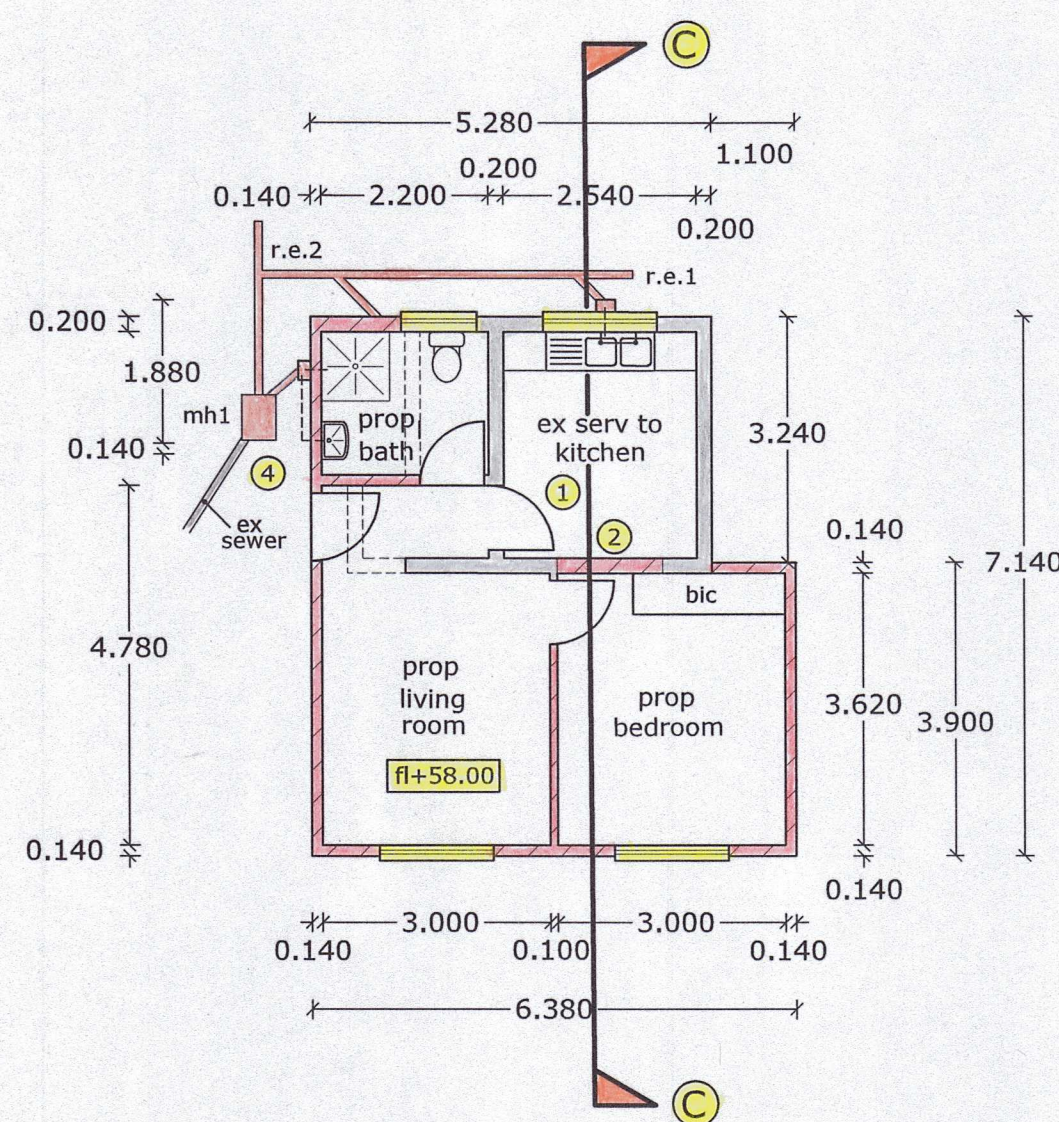 C
5.280
1.100
0.200
0.140
2.200
2.540
0.200
r.e.2
r.e.1
0.200
1.880
mh1
0.140
4
ex
sewer
prop
bath
ex serv to
kitchen
1
2
3.240
0.140
7.140
bic
4.780
prop
living
room
prop
bedroom
3.620
3.900
fl+58.00
0.140
0.140
3.000
3.000
0.140
0.100
0.140
6.380
C